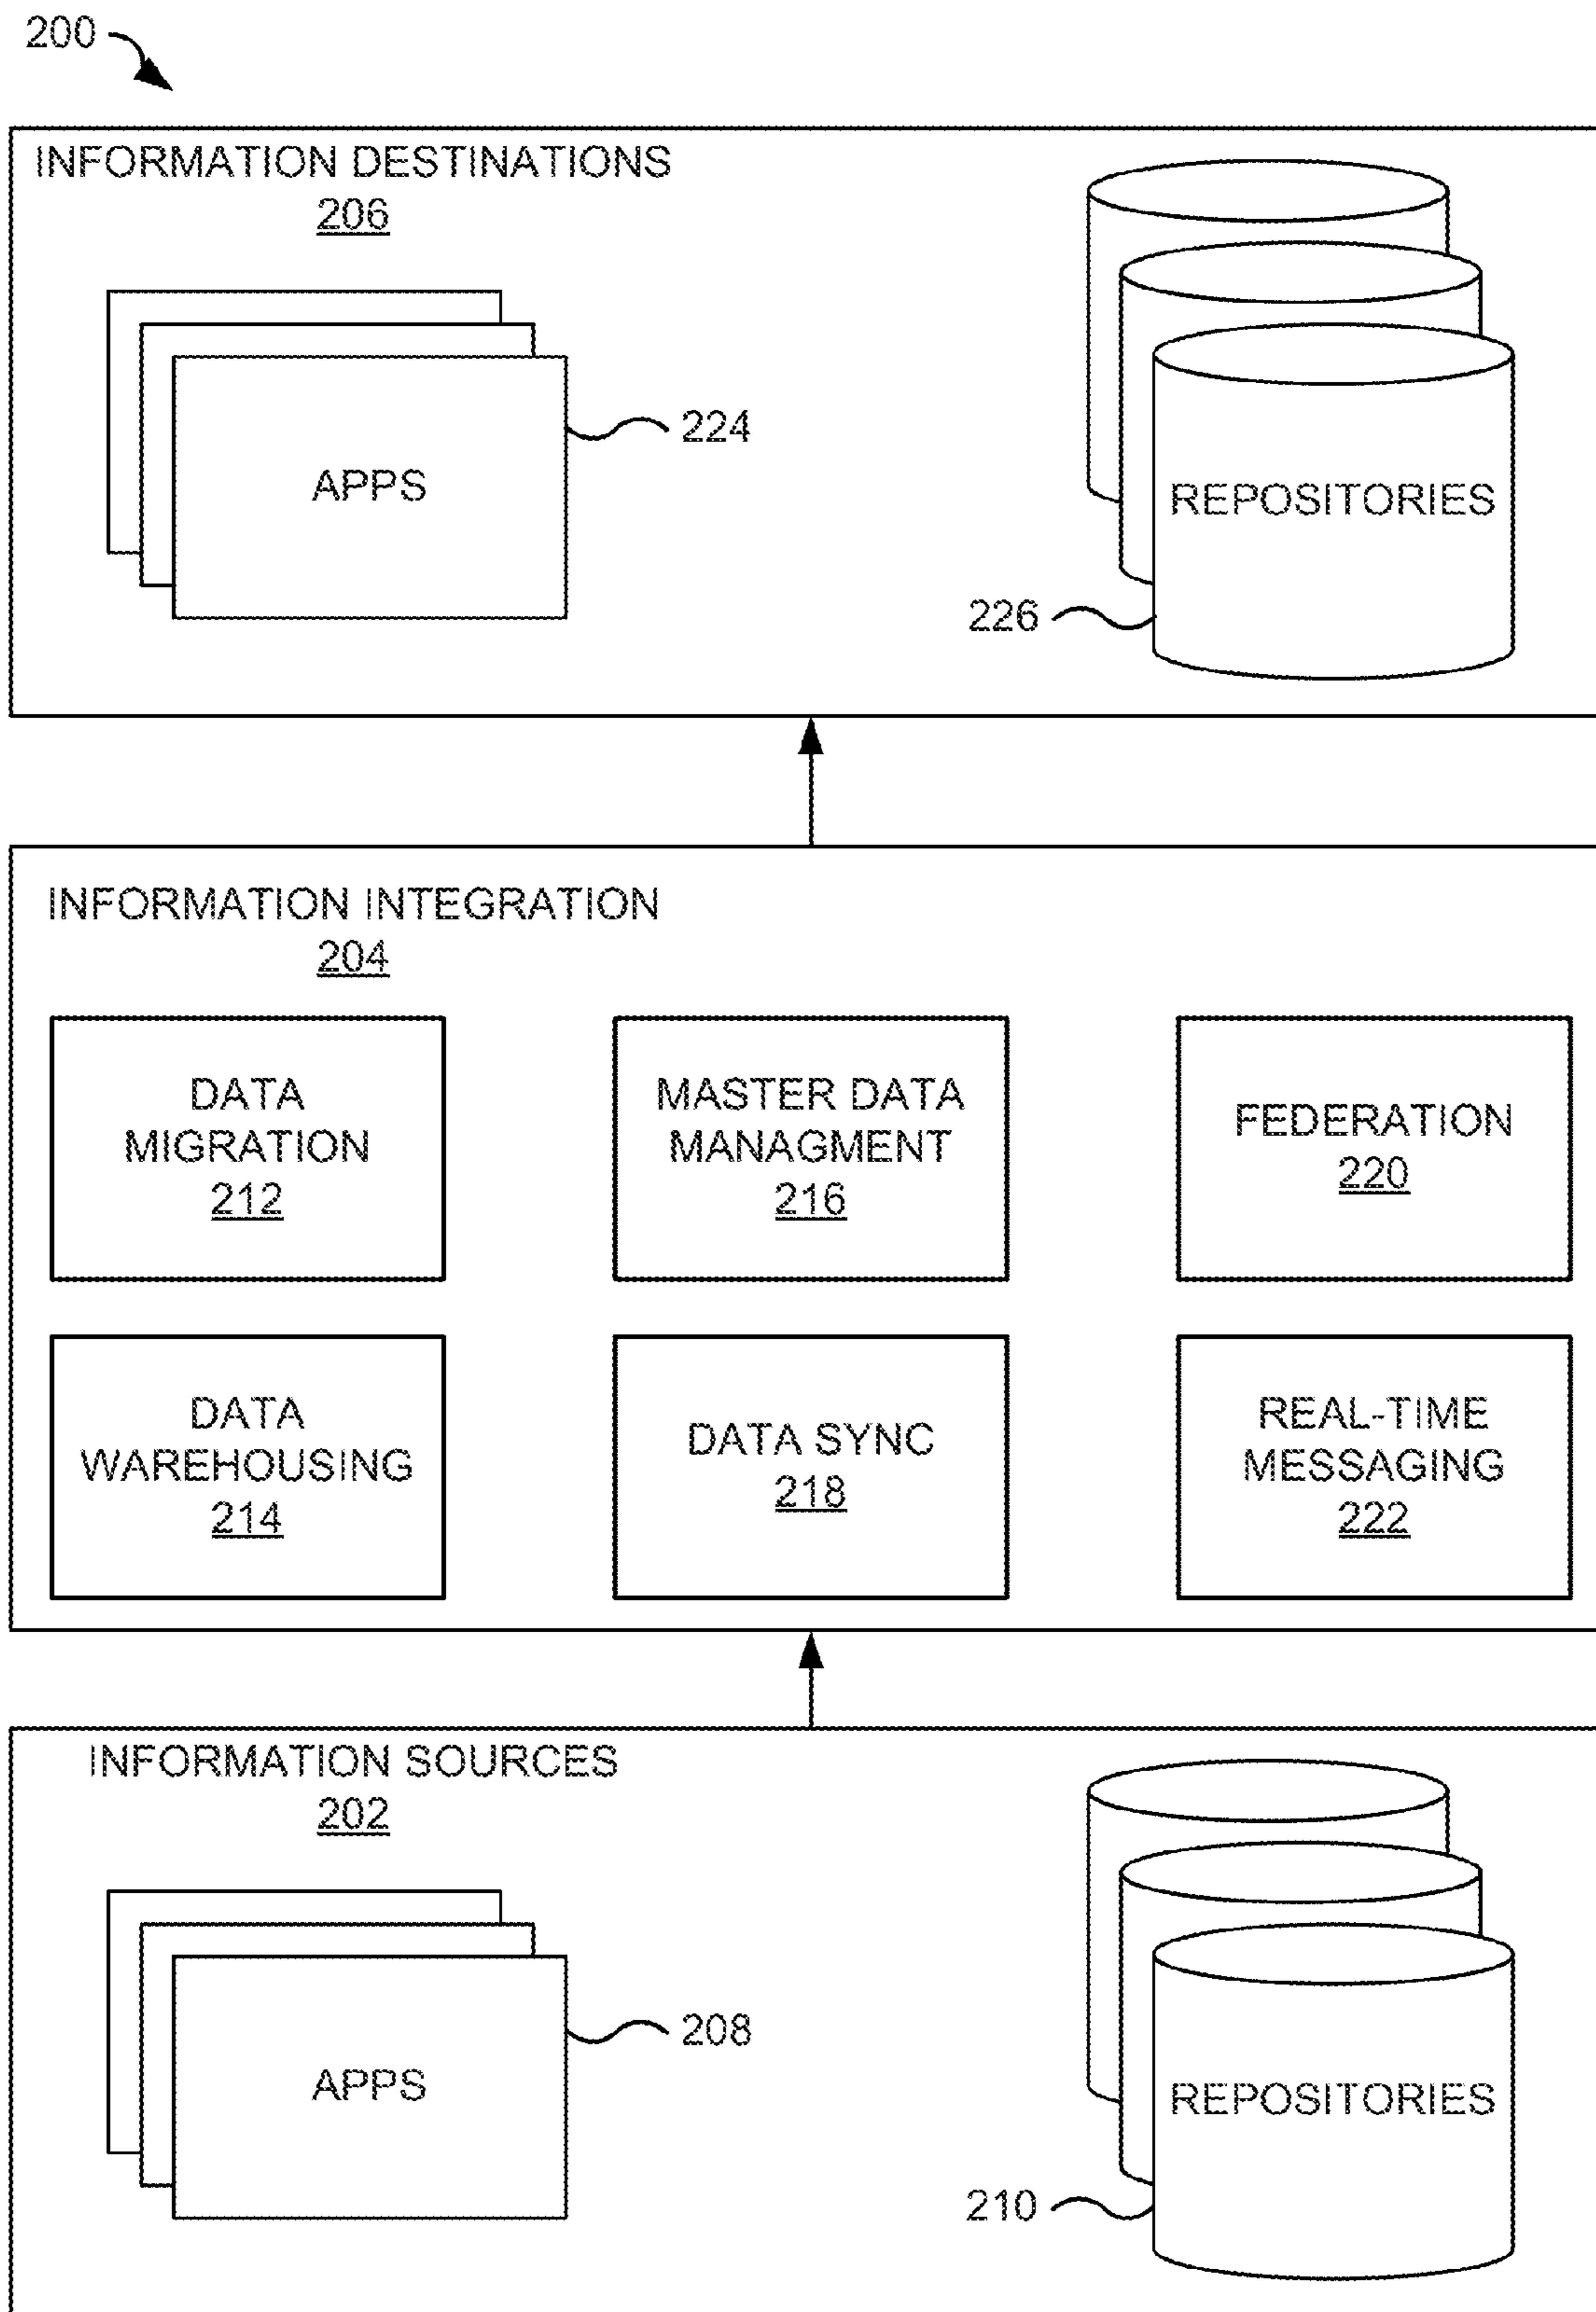 200
INFORMATION DESTINATIONS
206
APPS
224
REPOSITORIES
226
INFORMATION INTEGRATION
204
DATA
MIGRATION
212
MASTER DATA
MANAGMENT
216
FEDERATION
220
DATA
WAREHOUSING
214
DATA SYNC
218
REAL-TIME
MESSAGING
222
INFORMATION SOURCES
202
APPS
208
REPOSITORIES
210